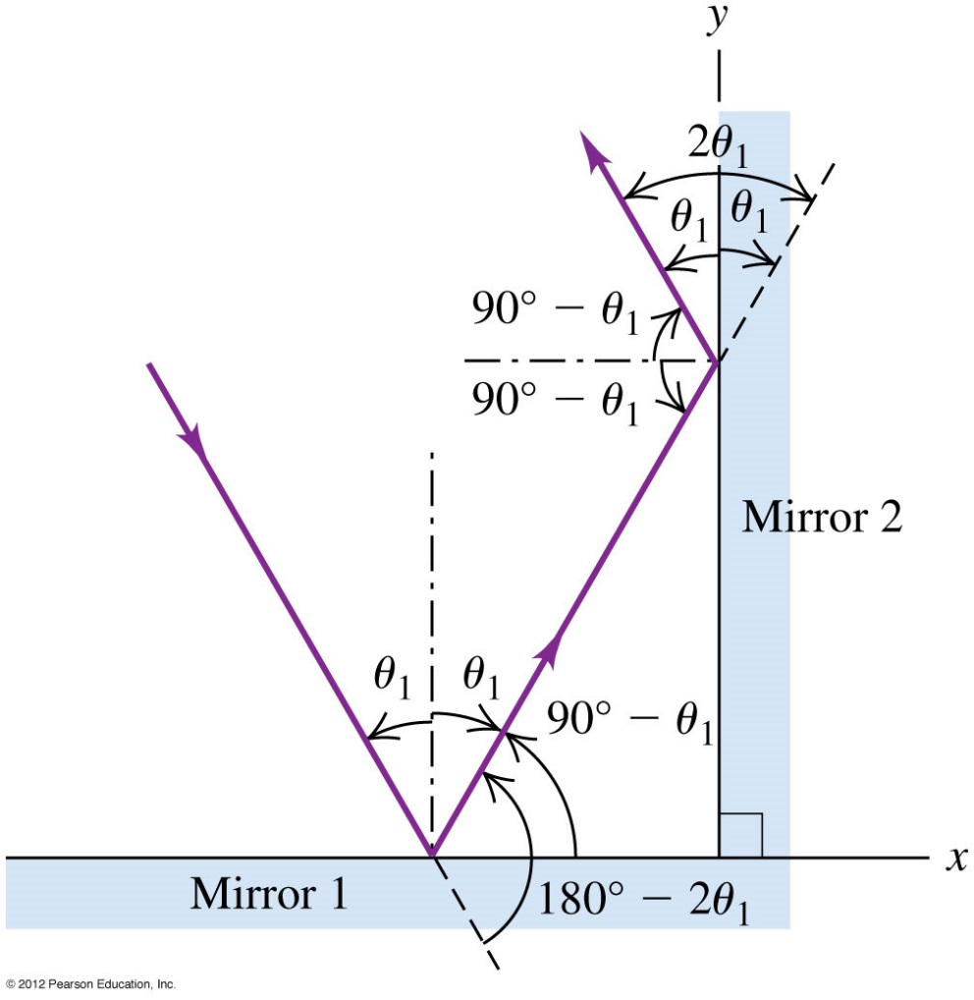 y
2θ₁
θ₁ θ₁
90° − θ₁
90° − θ₁
Mirror 2
θ₁ θ₁
90° − θ₁
x
Mirror 1
180° − 2θ₁
© 2012 Pearson Education, Inc.